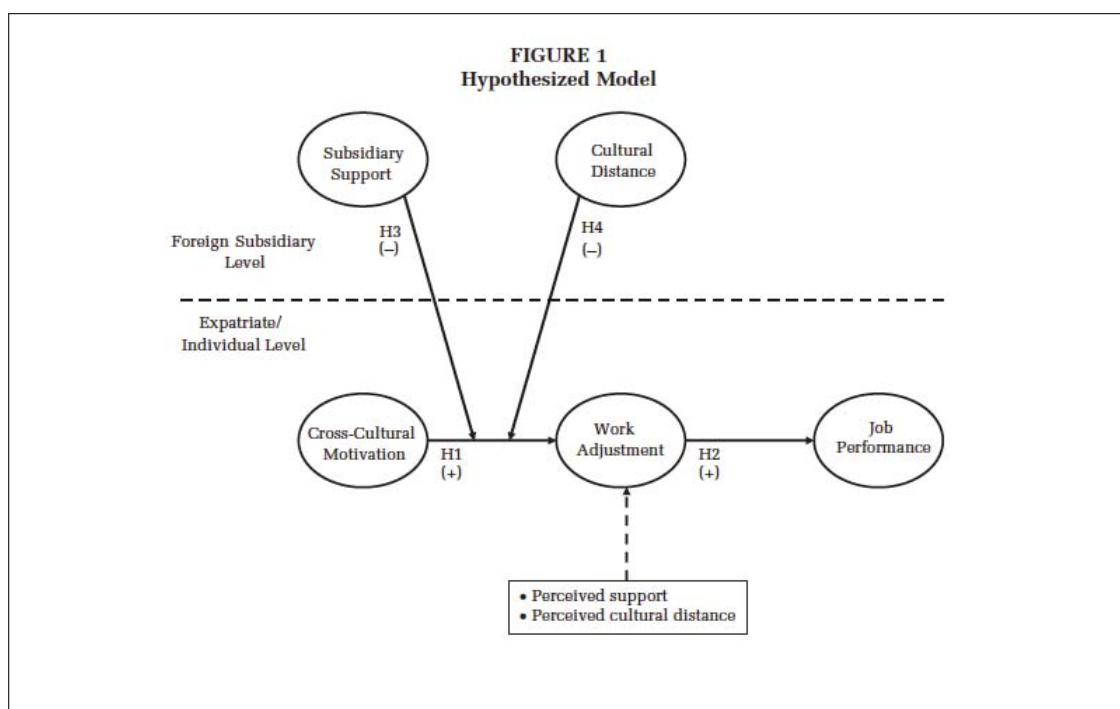 FIGURE 1
Hypothesized Model
Subsidiary
Support
Cultural
Distance
H3
(–)
H4
(–)
Foreign Subsidiary
Level
Expatriate/
Individual Level
Cross-Cultural
Motivation
H1
(+)
Work
Adjustment
H2
(+)
Job
Performance
• Perceived support
• Perceived cultural distance